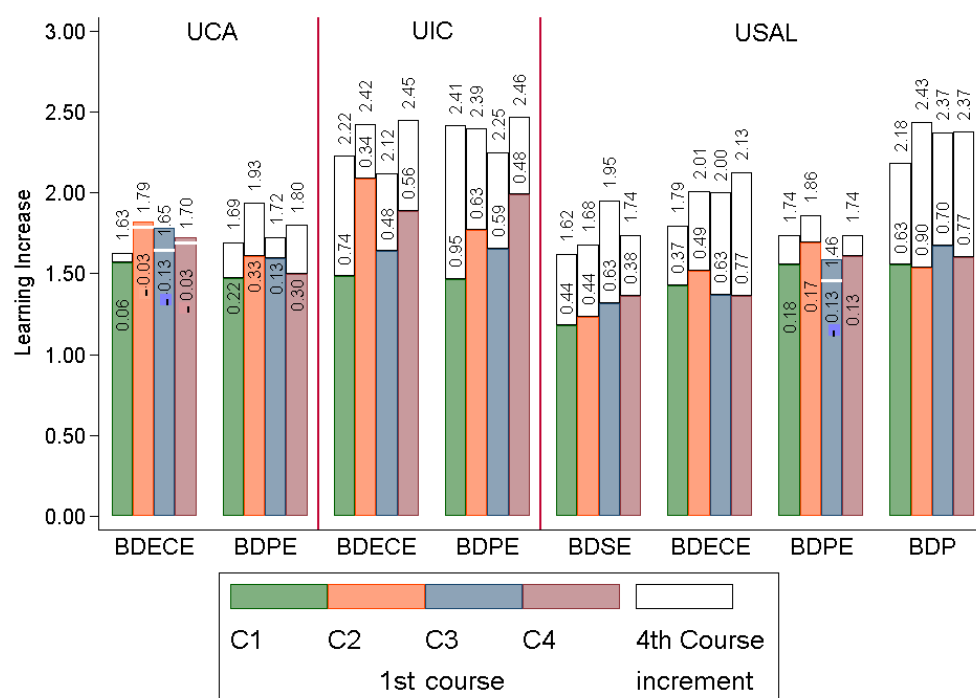 UCA UIC USAL
Learning Increase
3.00
2.50
2.00
1.50
1.00
0.50
0.00
1.63 1.79 1.65 1.70
0.06 -0.03 -0.13 -0.03
1.69 1.93 1.72 1.80
0.22 0.33 0.13 0.30
2.22 2.42 2.12 2.45
0.74 0.34 0.48 0.56
2.41 2.39 2.25 2.46
0.95 0.63 0.59 0.48
1.62 1.68 1.95 1.74
0.44 0.44 0.63 0.38
1.79 2.01 2.00 2.13
0.37 0.49 0.63 0.77
1.74 1.86 1.46 1.74
0.18 0.17 -0.13 0.13
2.18 2.43 2.37 2.37
0.63 0.90 0.70 0.77
BDECE BDPE BDECE BDPE BDSE BDECE BDPE BDP
C1 C2 C3 C4 4th Course
1st course increment